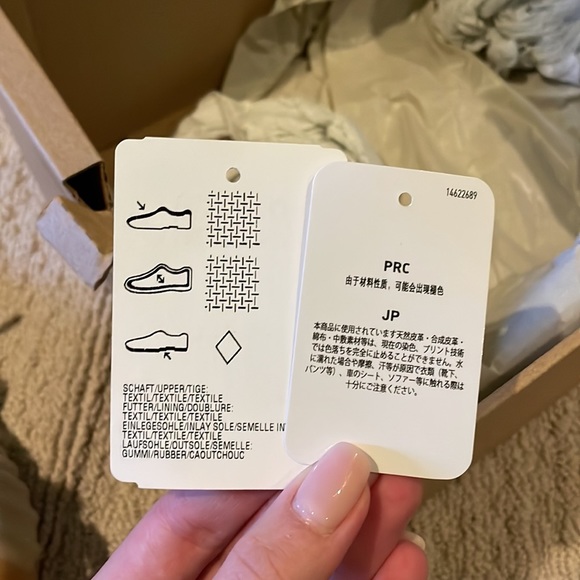 SCHAFT/UPPER/TIGE:
TEXTIL/TEXTILE/TEXTILE
FUTTER/LINING/DOUBLURE:
TEXTIL/TEXTILE/TEXTILE
EINLEGESOHLE/INLAY SOLE/SEMELLE IN
TEXTIL/TEXTILE/TEXTILE
LAUFSOHLE/OUTSOLE/SEMELLE:
GUMMI/RUBBER/CAOUTCHOUC
14622689
PRC
由于材料性质，可能会出现褪色
JP
本商品に使用されています天然皮革・合成皮革・
綿布・中敷素材等は、現在の染色、プリント技術
では色落ちを完全に止めることができません。水
に濡れた場合や摩擦、汗等が原因で衣類（靴下、
パンツ等）、車のシート、ソファー等に触れる際は
十分にご注意ください。